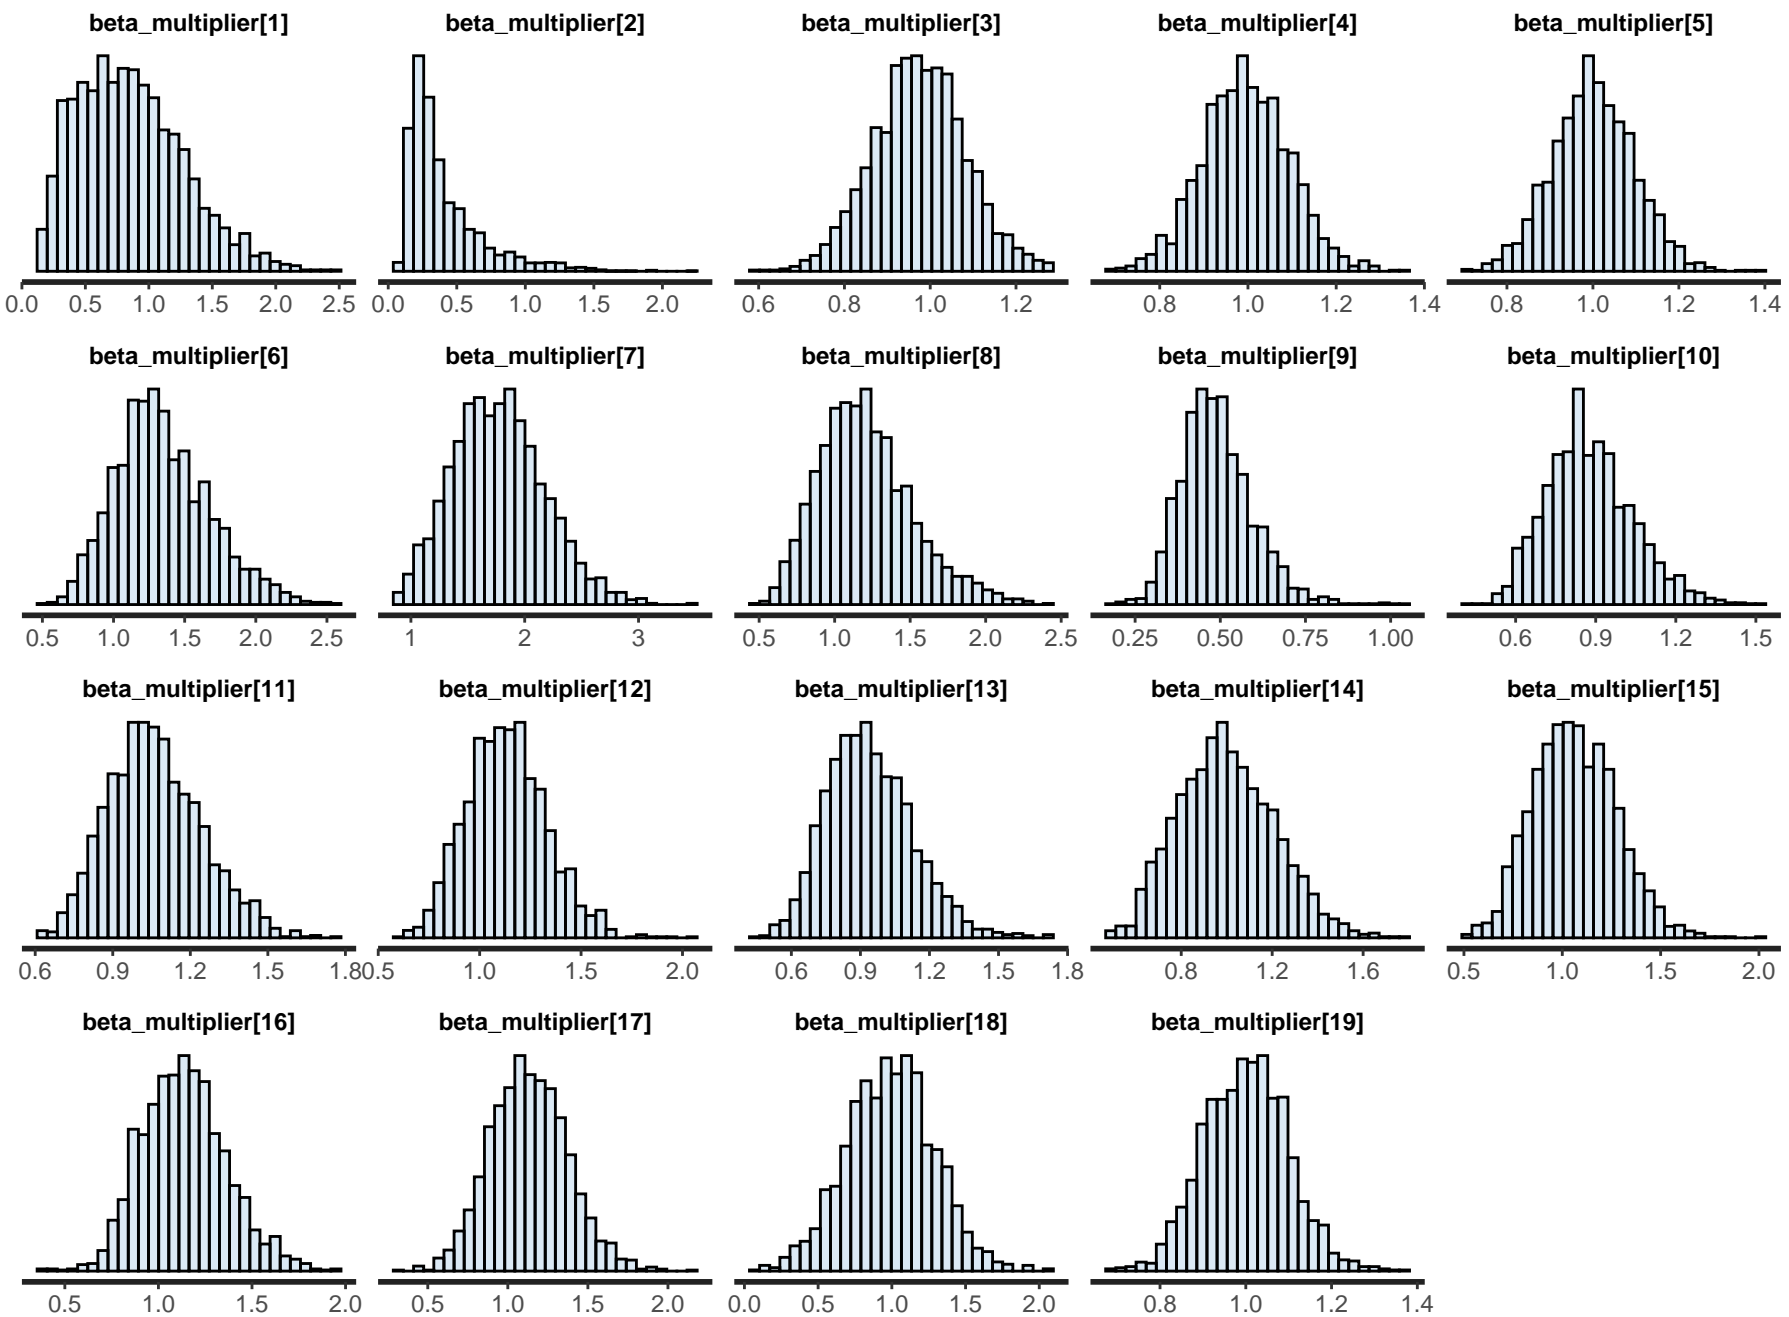 beta_multiplier[1] beta_multiplier[2] beta_multiplier[3] beta_multiplier[4] beta_multiplier[5]
0.0 0.5 1.0 1.5 2.0 2.5 0.0 0.5 1.0 1.5 2.0 0.6 0.8 1.0 1.2 0.8 1.0 1.2 1.4 0.8 1.0 1.2 1.4
beta_multiplier[6] beta_multiplier[7] beta_multiplier[8] beta_multiplier[9] beta_multiplier[10]
0.5 1.0 1.5 2.0 2.5 1 2 3 0.5 1.0 1.5 2.0 2.5 0.25 0.50 0.75 1.00 0.6 0.9 1.2 1.5
beta_multiplier[11] beta_multiplier[12] beta_multiplier[13] beta_multiplier[14] beta_multiplier[15]
0.6 0.9 1.2 1.5 1.8 0.5 1.0 1.5 2.0 0.6 0.9 1.2 1.5 1.8 0.8 1.2 1.6 0.5 1.0 1.5 2.0
beta_multiplier[16] beta_multiplier[17] beta_multiplier[18] beta_multiplier[19]
0.5 1.0 1.5 2.0 0.5 1.0 1.5 2.0 0.0 0.5 1.0 1.5 2.0 0.8 1.0 1.2 1.4